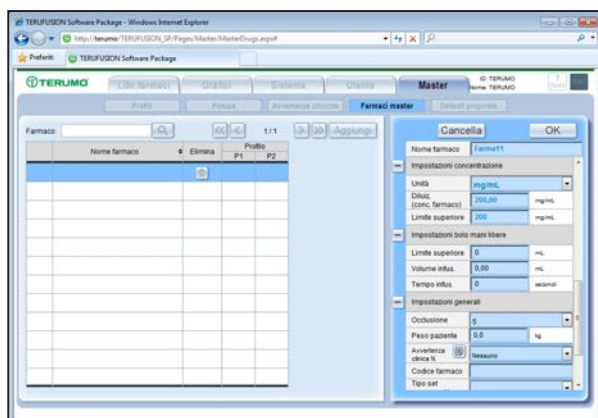 TERUFUSION Software Package - Windows Internet Explorer
http://terumo/TERUFUSION_SP/Pages/Master/MasterDrugs.aspx#
Preferiti TERUFUSION Software Package
TERUMO Libr.farmaci Grafici Sistema Utente Master ID: TERUMO
Nome: TERUMO
Profili Pompa Avvertenze cliniche Farmaci master Default proprietà
Farmaco: 1/1 Aggiungi
Nome farmaco Elimina Profilo
P1 P2
Cancella OK
Nome farmaco Farma11
Impostazioni concentrazione
Unità mg/mL
Diluiz.
(conc. farmaco) 200,00 mg/mL
Limite superiore 200 mg/mL
Impostazioni bolo mani libere
Limite superiore 0 mL
Volume infus. 0,00 mL
Tempo infus. 0 secondi
Impostazioni generali
Occlusione 5
Peso paziente 0,0 kg
Avvertenza
clinica N. Nessuno
Codice farmaco
Tipo set